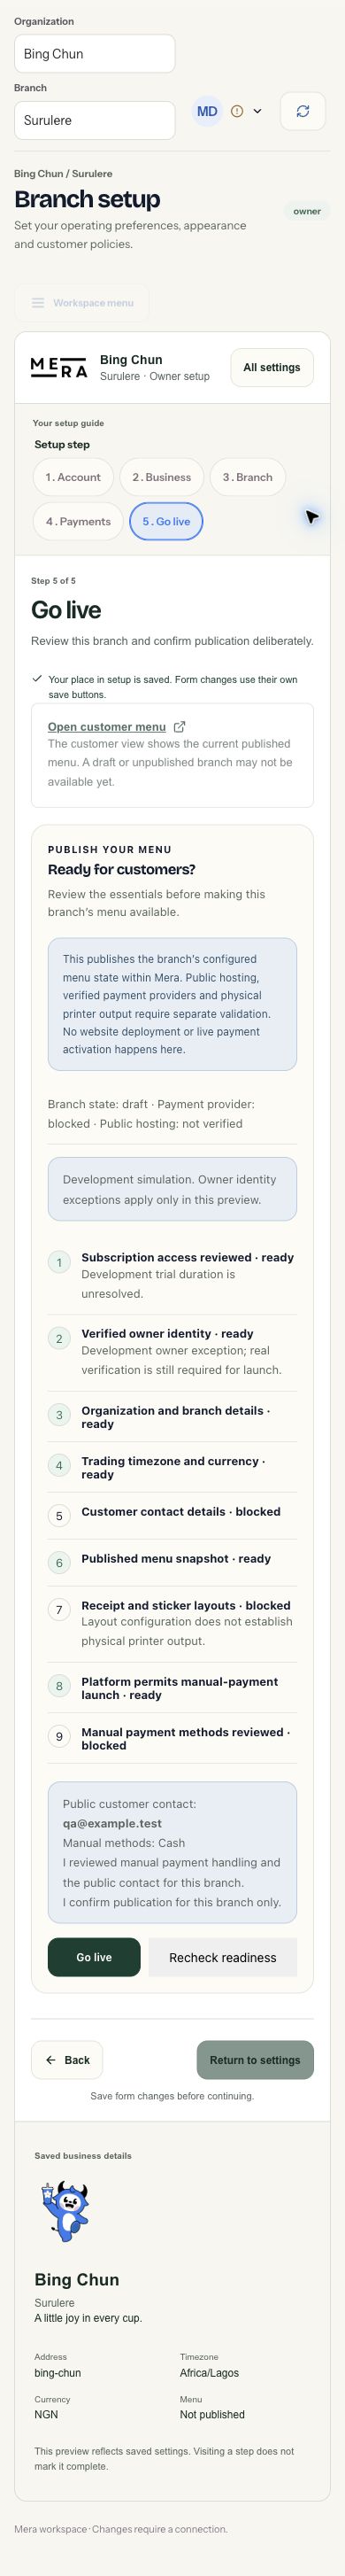 Organization
Bing Chun
Branch
Surulere
MD
Bing Chun / Surulere
Branch setup
Set your operating preferences, appearance
and customer policies.
owner
Workspace menu
MERA
Bing Chun
Surulere · Owner setup
All settings
Your setup guide
Setup step
1 . Account
2 . Business
3 . Branch
4 . Payments
5 . Go live
Step 5 of 5
Go live
Review this branch and confirm publication deliberately.
Your place in setup is saved. Form changes use their own
save buttons.
Open customer menu
The customer view shows the current published
menu. A draft or unpublished branch may not be
available yet.
PUBLISH YOUR MENU
Ready for customers?
Review the essentials before making this
branch's menu available.
This publishes the branch's configured
menu state within Mera. Public hosting,
verified payment providers and physical
printer output require separate validation.
No website deployment or live payment
activation happens here.
Branch state: draft · Payment provider:
blocked · Public hosting: not verified
Development simulation. Owner identity
exceptions apply only in this preview.
1 Subscription access reviewed · ready
Development trial duration is
unresolved.
2 Verified owner identity · ready
Development owner exception; real
verification is still required for launch.
3 Organization and branch details ·
ready
4 Trading timezone and currency ·
ready
5 Customer contact details · blocked
6 Published menu snapshot · ready
7 Receipt and sticker layouts · blocked
Layout configuration does not establish
physical printer output.
8 Platform permits manual-payment
launch · ready
9 Manual payment methods reviewed ·
blocked
Public customer contact:
qa@example.test
Manual methods: Cash
I reviewed manual payment handling and
the public contact for this branch.
I confirm publication for this branch only.
Go live
Recheck readiness
Back
Return to settings
Save form changes before continuing.
Saved business details
Bing Chun
Surulere
A little joy in every cup.
Address
bing-chun
Timezone
Africa/Lagos
Currency
NGN
Menu
Not published
This preview reflects saved settings. Visiting a step does not
mark it complete.
Mera workspace · Changes require a connection.